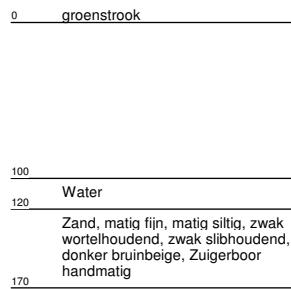 0 groenstrook
100
Water
120
Zand, matig fijn, matig siltig, zwak
wortelhoudend, zwak slibhoudend,
donker bruinbeige, Zuigerboor
handmatig
170